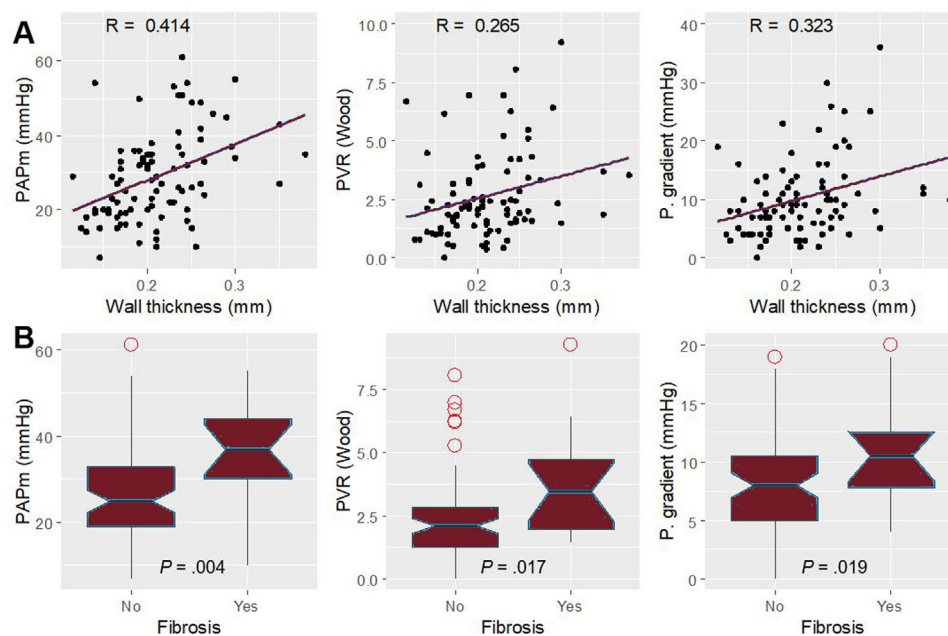 A
R = 0.414
R = 0.265
R = 0.323
PAPm (mmHg)
60
40
20
0.2
0.3
Wall thickness (mm)
PVR (Wood)
10.0
7.5
5.0
2.5
0.0
0.2
0.3
Wall thickness (mm)
P. gradient (mmHg)
40
30
20
10
0
0.2
0.3
Wall thickness (mm)
B
PAPm (mmHg)
60
40
20
P = .004
No
Yes
Fibrosis
PVR (Wood)
7.5
5.0
2.5
0.0
P = .017
No
Yes
Fibrosis
P. gradient (mmHg)
20
15
10
5
0
P = .019
No
Yes
Fibrosis